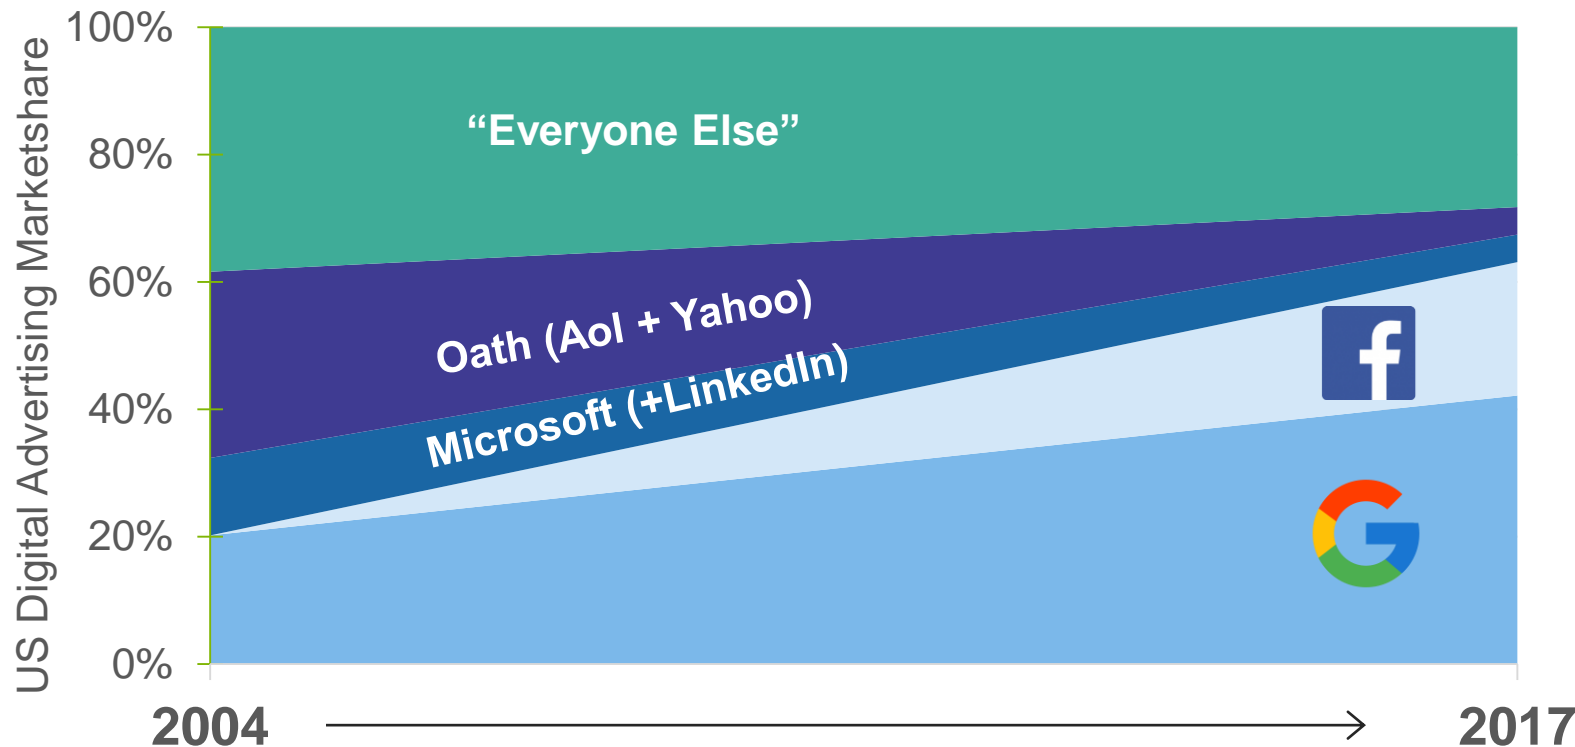 US Digital Advertising Marketshare
100%
80%
60%
40%
20%
0%
“Everyone Else”
Oath (Aol + Yahoo)
Microsoft (+LinkedIn)
f
G
2004
2017